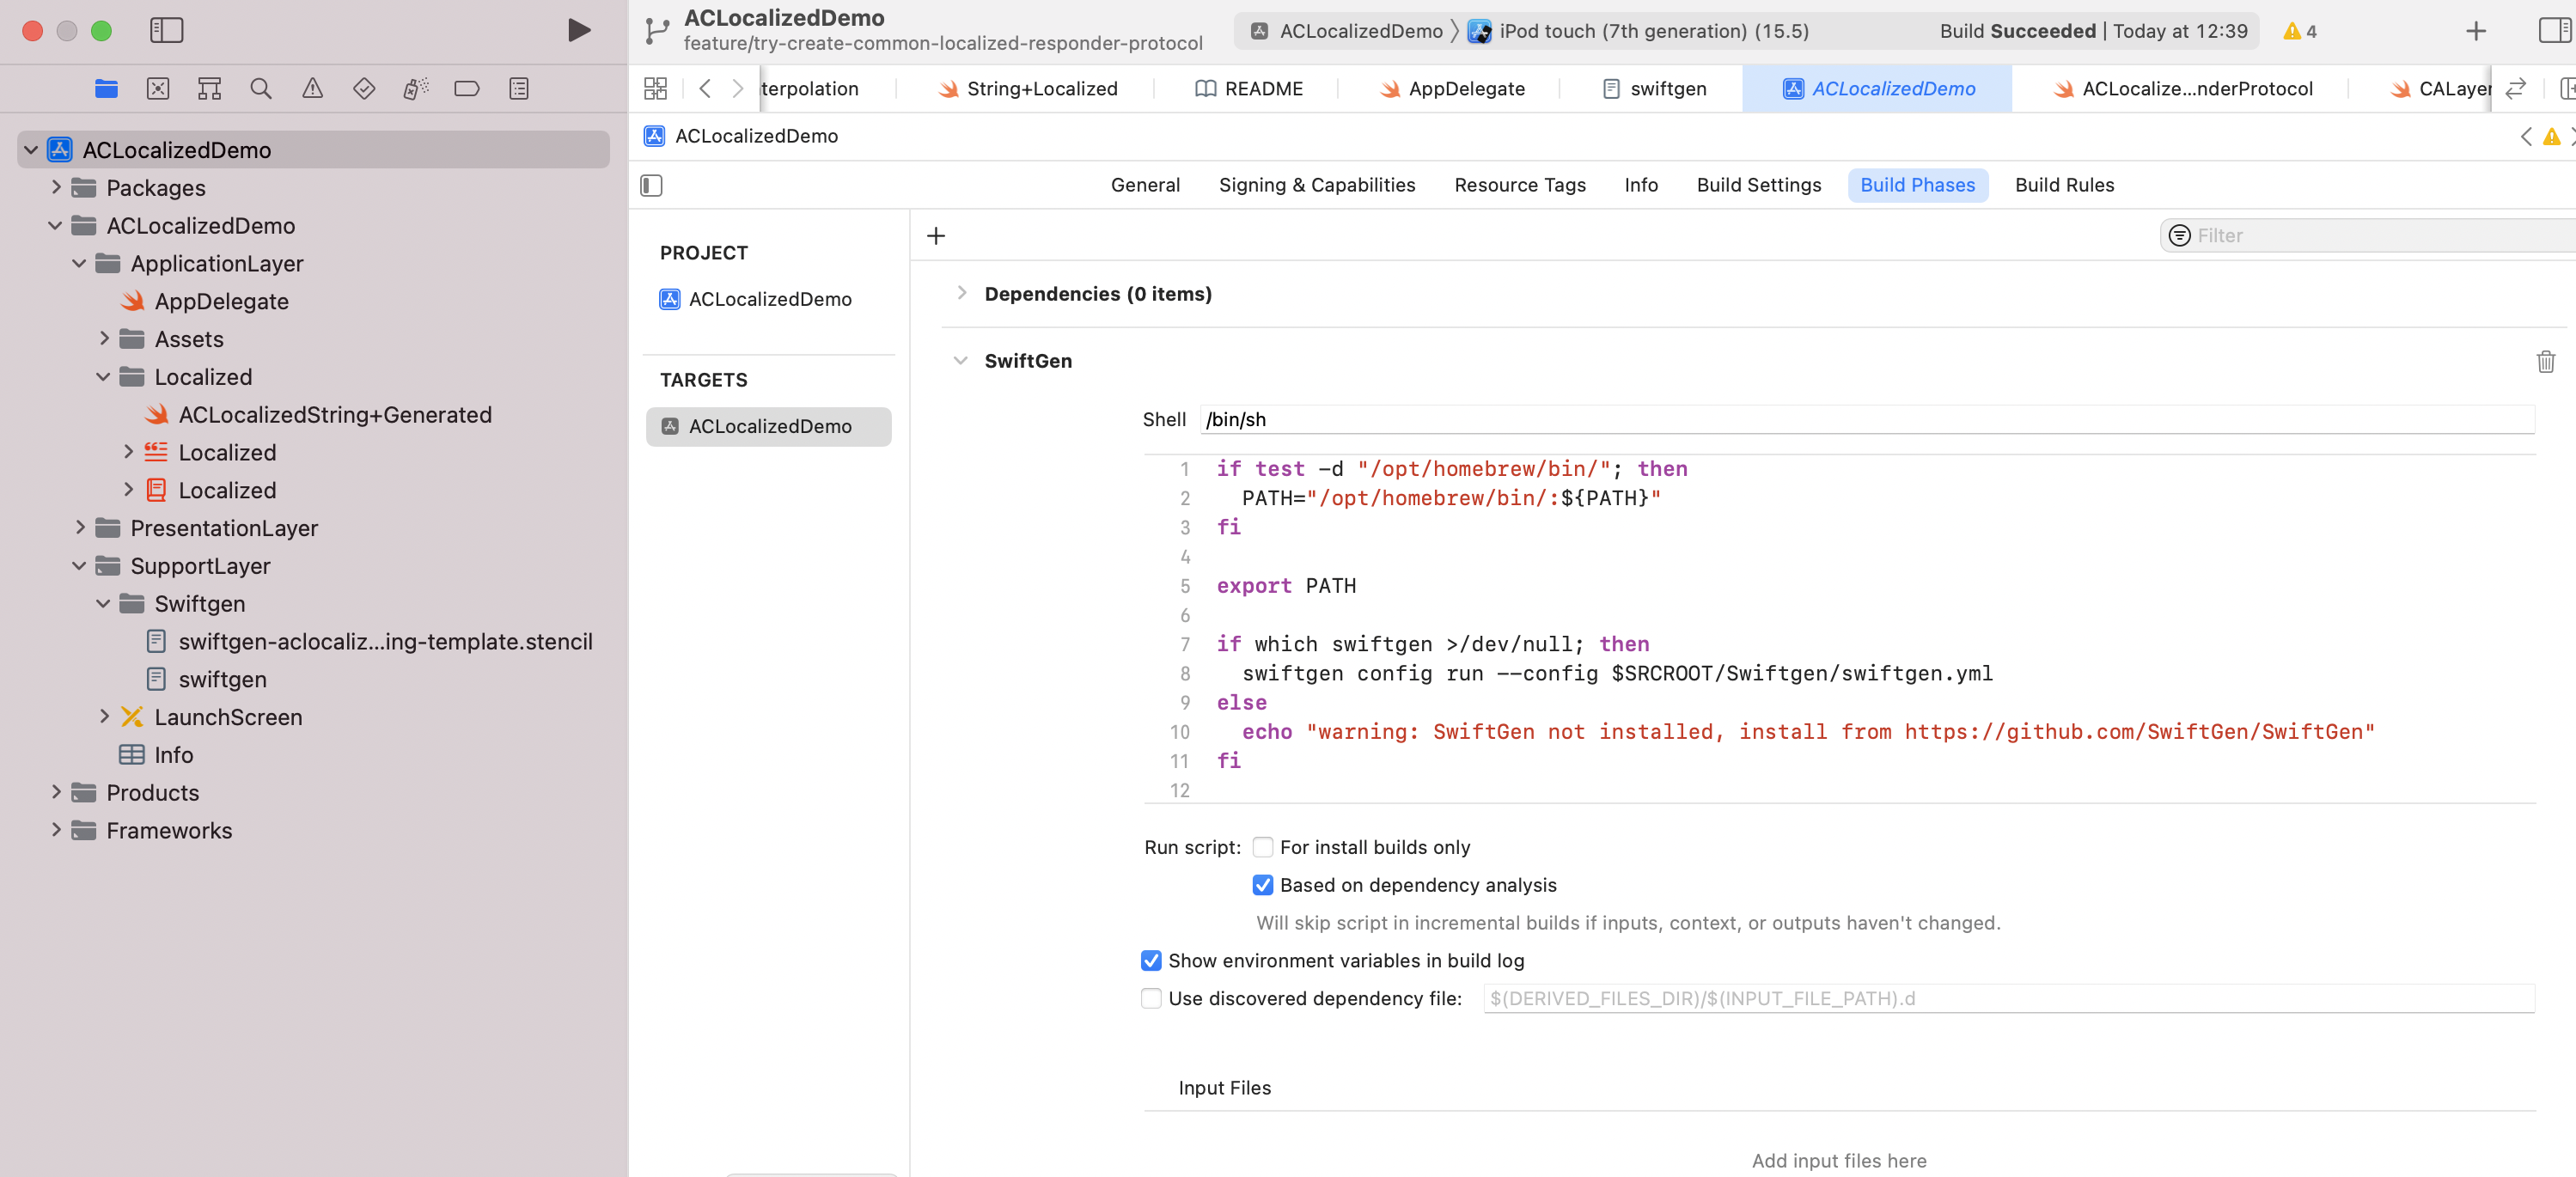 ACLocalizedDemo
feature/try-create-common-localized-responder-protocol
ACLocalizedDemo
iPod touch (7th generation) (15.5)
Build Succeeded | Today at 12:39
4
terpolation
String+Localized
README
AppDelegate
swiftgen
ACLocalizedDemo
ACLocalize...nderProtocol
CALayer
ACLocalizedDemo
ACLocalizedDemo
Packages
ACLocalizedDemo
ApplicationLayer
AppDelegate
Assets
Localized
ACLocalizedString+Generated
Localized
Localized
PresentationLayer
SupportLayer
Swiftgen
swiftgen-aclocaliz...ing-template.stencil
swiftgen
LaunchScreen
Info
Products
Frameworks
General
Signing & Capabilities
Resource Tags
Info
Build Settings
Build Phases
Build Rules
PROJECT
ACLocalizedDemo
TARGETS
ACLocalizedDemo
Filter
Dependencies (0 items)
SwiftGen
Shell /bin/sh
1 if test -d "/opt/homebrew/bin/"; then
2 PATH="/opt/homebrew/bin/:${PATH}"
3 fi
4
5 export PATH
6
7 if which swiftgen >/dev/null; then
8 swiftgen config run --config $SRCROOT/Swiftgen/swiftgen.yml
9 else
10 echo "warning: SwiftGen not installed, install from https://github.com/SwiftGen/SwiftGen"
11 fi
12
Run script: For install builds only
Based on dependency analysis
Will skip script in incremental builds if inputs, context, or outputs haven't changed.
Show environment variables in build log
Use discovered dependency file: $(DERIVED_FILES_DIR)/$(INPUT_FILE_PATH).d
Input Files
Add input files here